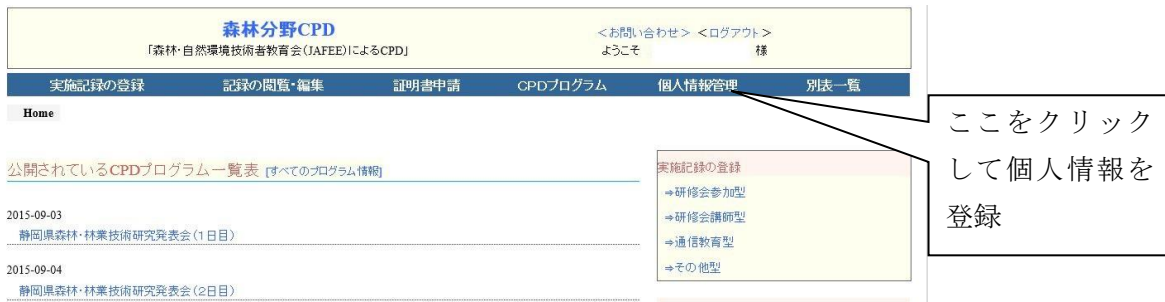 森林分野CPD
「森林・自然環境技術者教育会(JAFEE)によるCPD」
<お問い合わせ> <ログアウト>
ようこそ 様
実施記録の登録 記録の閲覧・編集 証明書申請 CPDプログラム 個人情報管理 別表一覧
Home
公開されているCPDプログラム一覧表 [すべてのプログラム情報]
2015-09-03
静岡県森林・林業技術研究発表会(1日目)
2015-09-04
静岡県森林・林業技術研究発表会(2日目)
実施記録の登録
⇒研修会参加型
⇒研修会講師型
⇒通信教育型
⇒その他型
ここをクリック
して個人情報を
登録